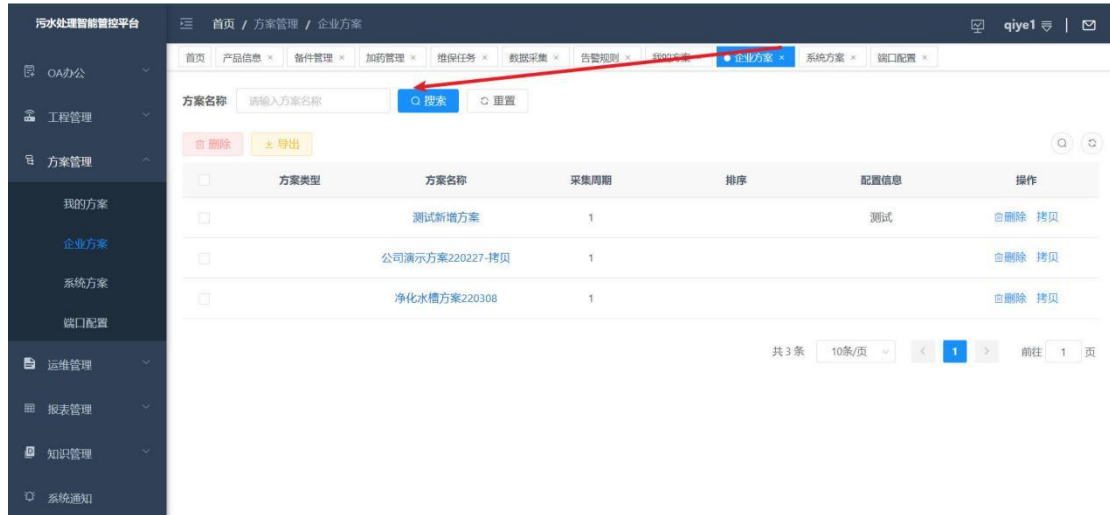 污水处理智能管控平台 首页 / 方案管理 / 企业方案 qiye1
首页 产品信息 × 备件管理 × 加药管理 × 维保任务 × 数据采集 × 告警规则 × 我的方案 × 企业方案 × 系统方案 × 端口配置 ×
OA办公
工程管理
方案管理
我的方案
企业方案
系统方案
端口配置
运维管理
报表管理
知识管理
系统通知
方案名称 请输入方案名称 搜索 重置
删除 导出
方案类型 方案名称 采集周期 排序 配置信息 操作
测试新增方案 1 测试 删除 拷贝
公司演示方案220227-拷贝 1 删除 拷贝
净化水槽方案220308 1 删除 拷贝
共 3 条 10条/页 < 1 > 前往 1 页